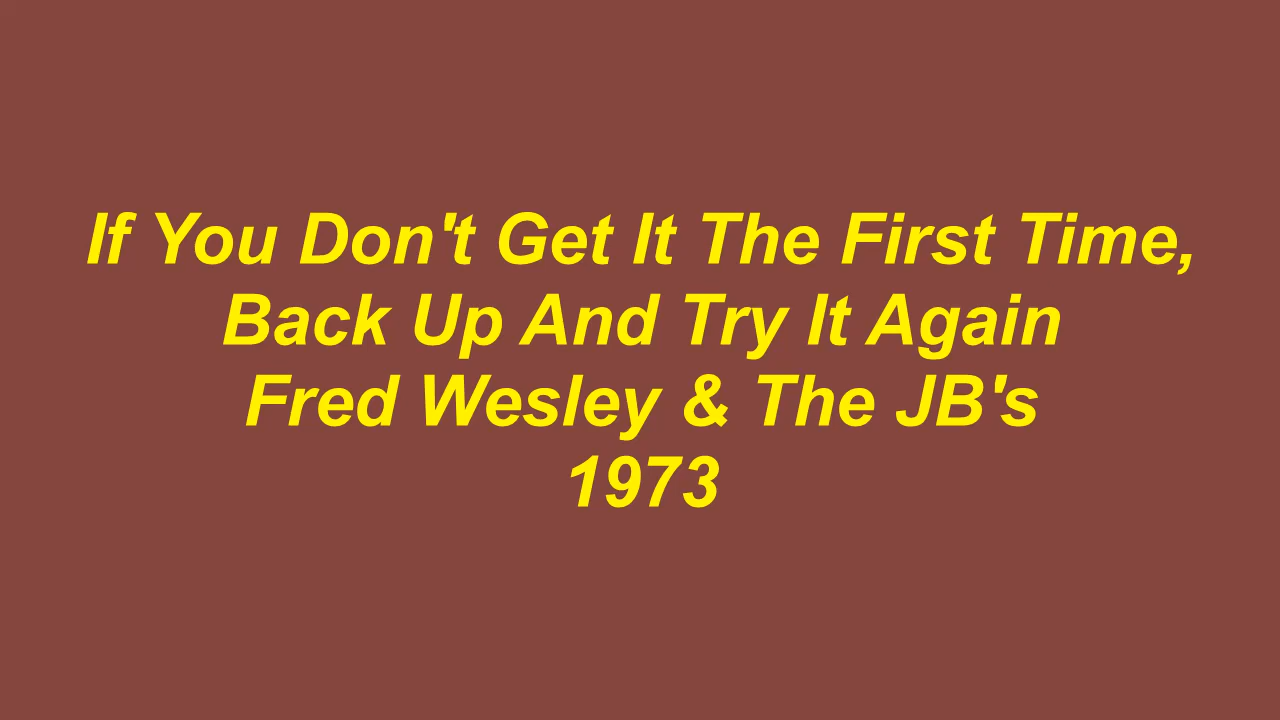 If You Don't Get It The First Time,
Back Up And Try It Again
Fred Wesley & The JB's
1973